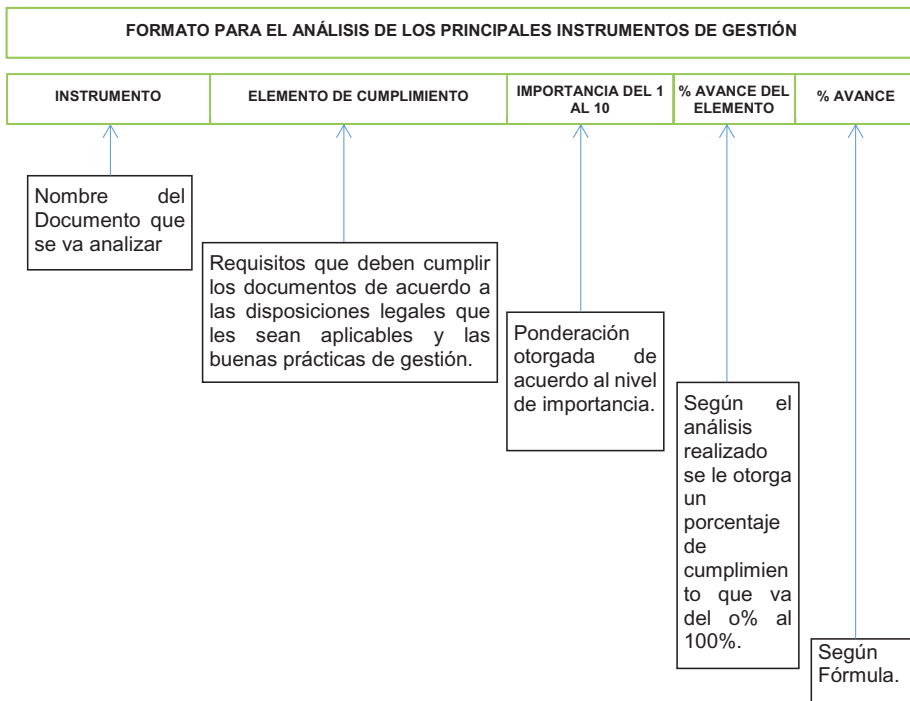 FORMATO PARA EL ANÁLISIS DE LOS PRINCIPALES INSTRUMENTOS DE GESTIÓN
INSTRUMENTO
ELEMENTO DE CUMPLIMIENTO
IMPORTANCIA DEL 1
AL 10
% AVANCE DEL
ELEMENTO
% AVANCE
Nombre del
Documento que
se va analizar
Requisitos que deben cumplir
los documentos de acuerdo a
las disposiciones legales que
les sean aplicables y las
buenas prácticas de gestión.
Ponderación
otorgada de
acuerdo al nivel
de importancia.
Según el
análisis
realizado
se le otorga
un
porcentaje
de
cumplimien
to que va
del o% al
100%.
Según
Fórmula.